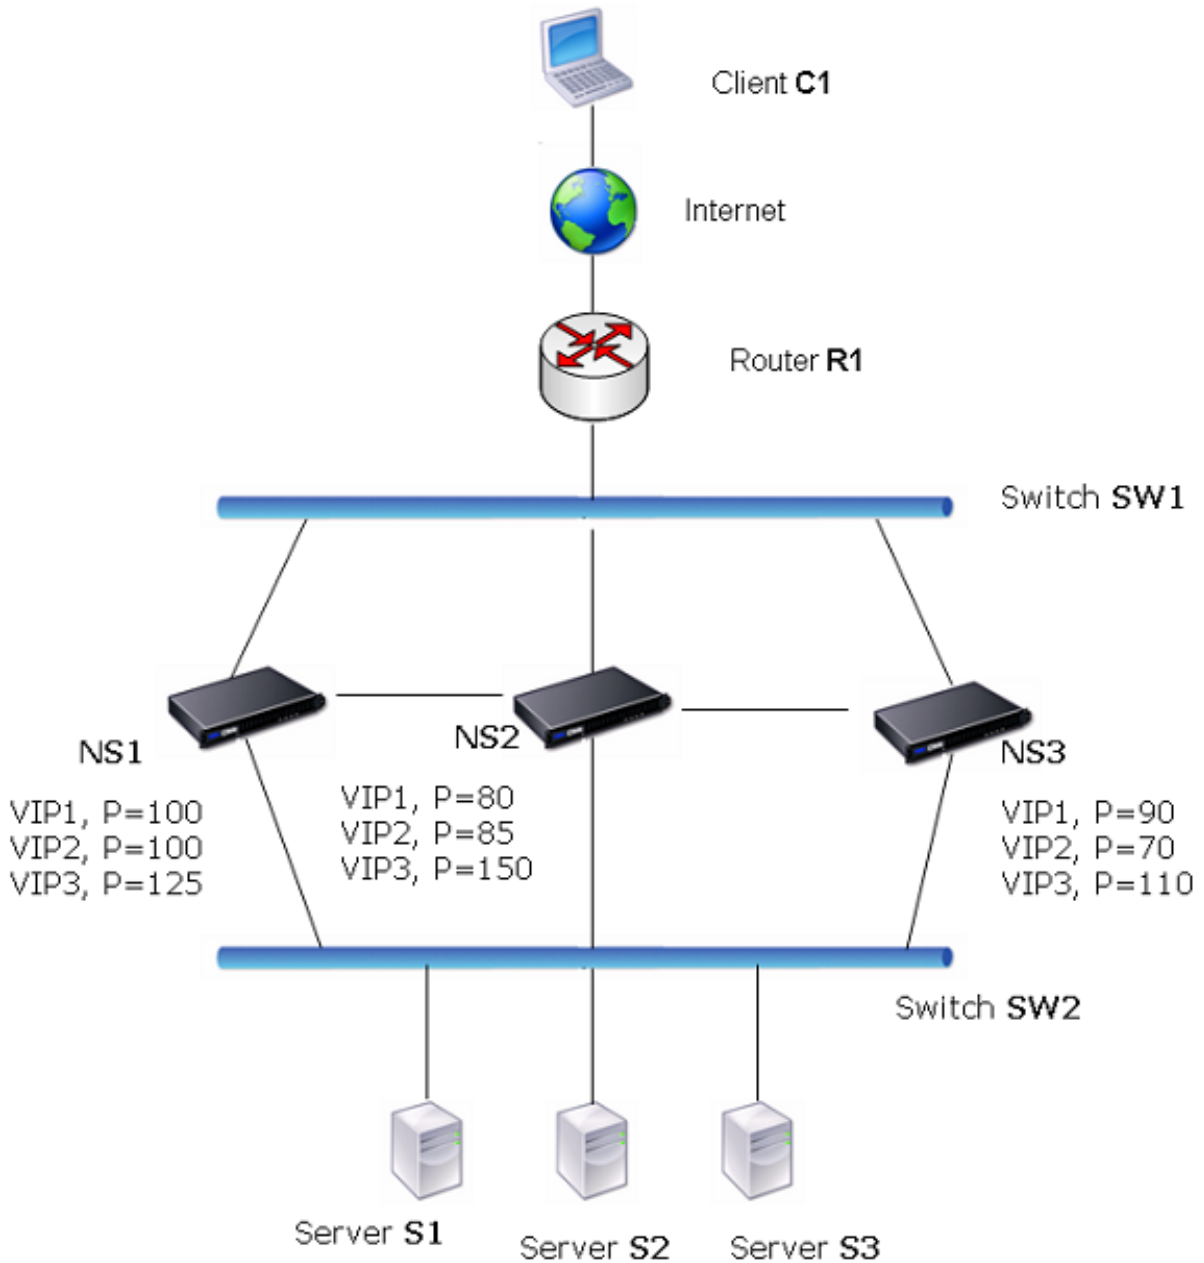 Client C1
Internet
Router R1
Switch SW1
NS1
VIP1, P=100
VIP2, P=100
VIP3, P=125
NS2
VIP1, P=80
VIP2, P=85
VIP3, P=150
NS3
VIP1, P=90
VIP2, P=70
VIP3, P=110
Switch SW2
Server S1
Server S2
Server S3